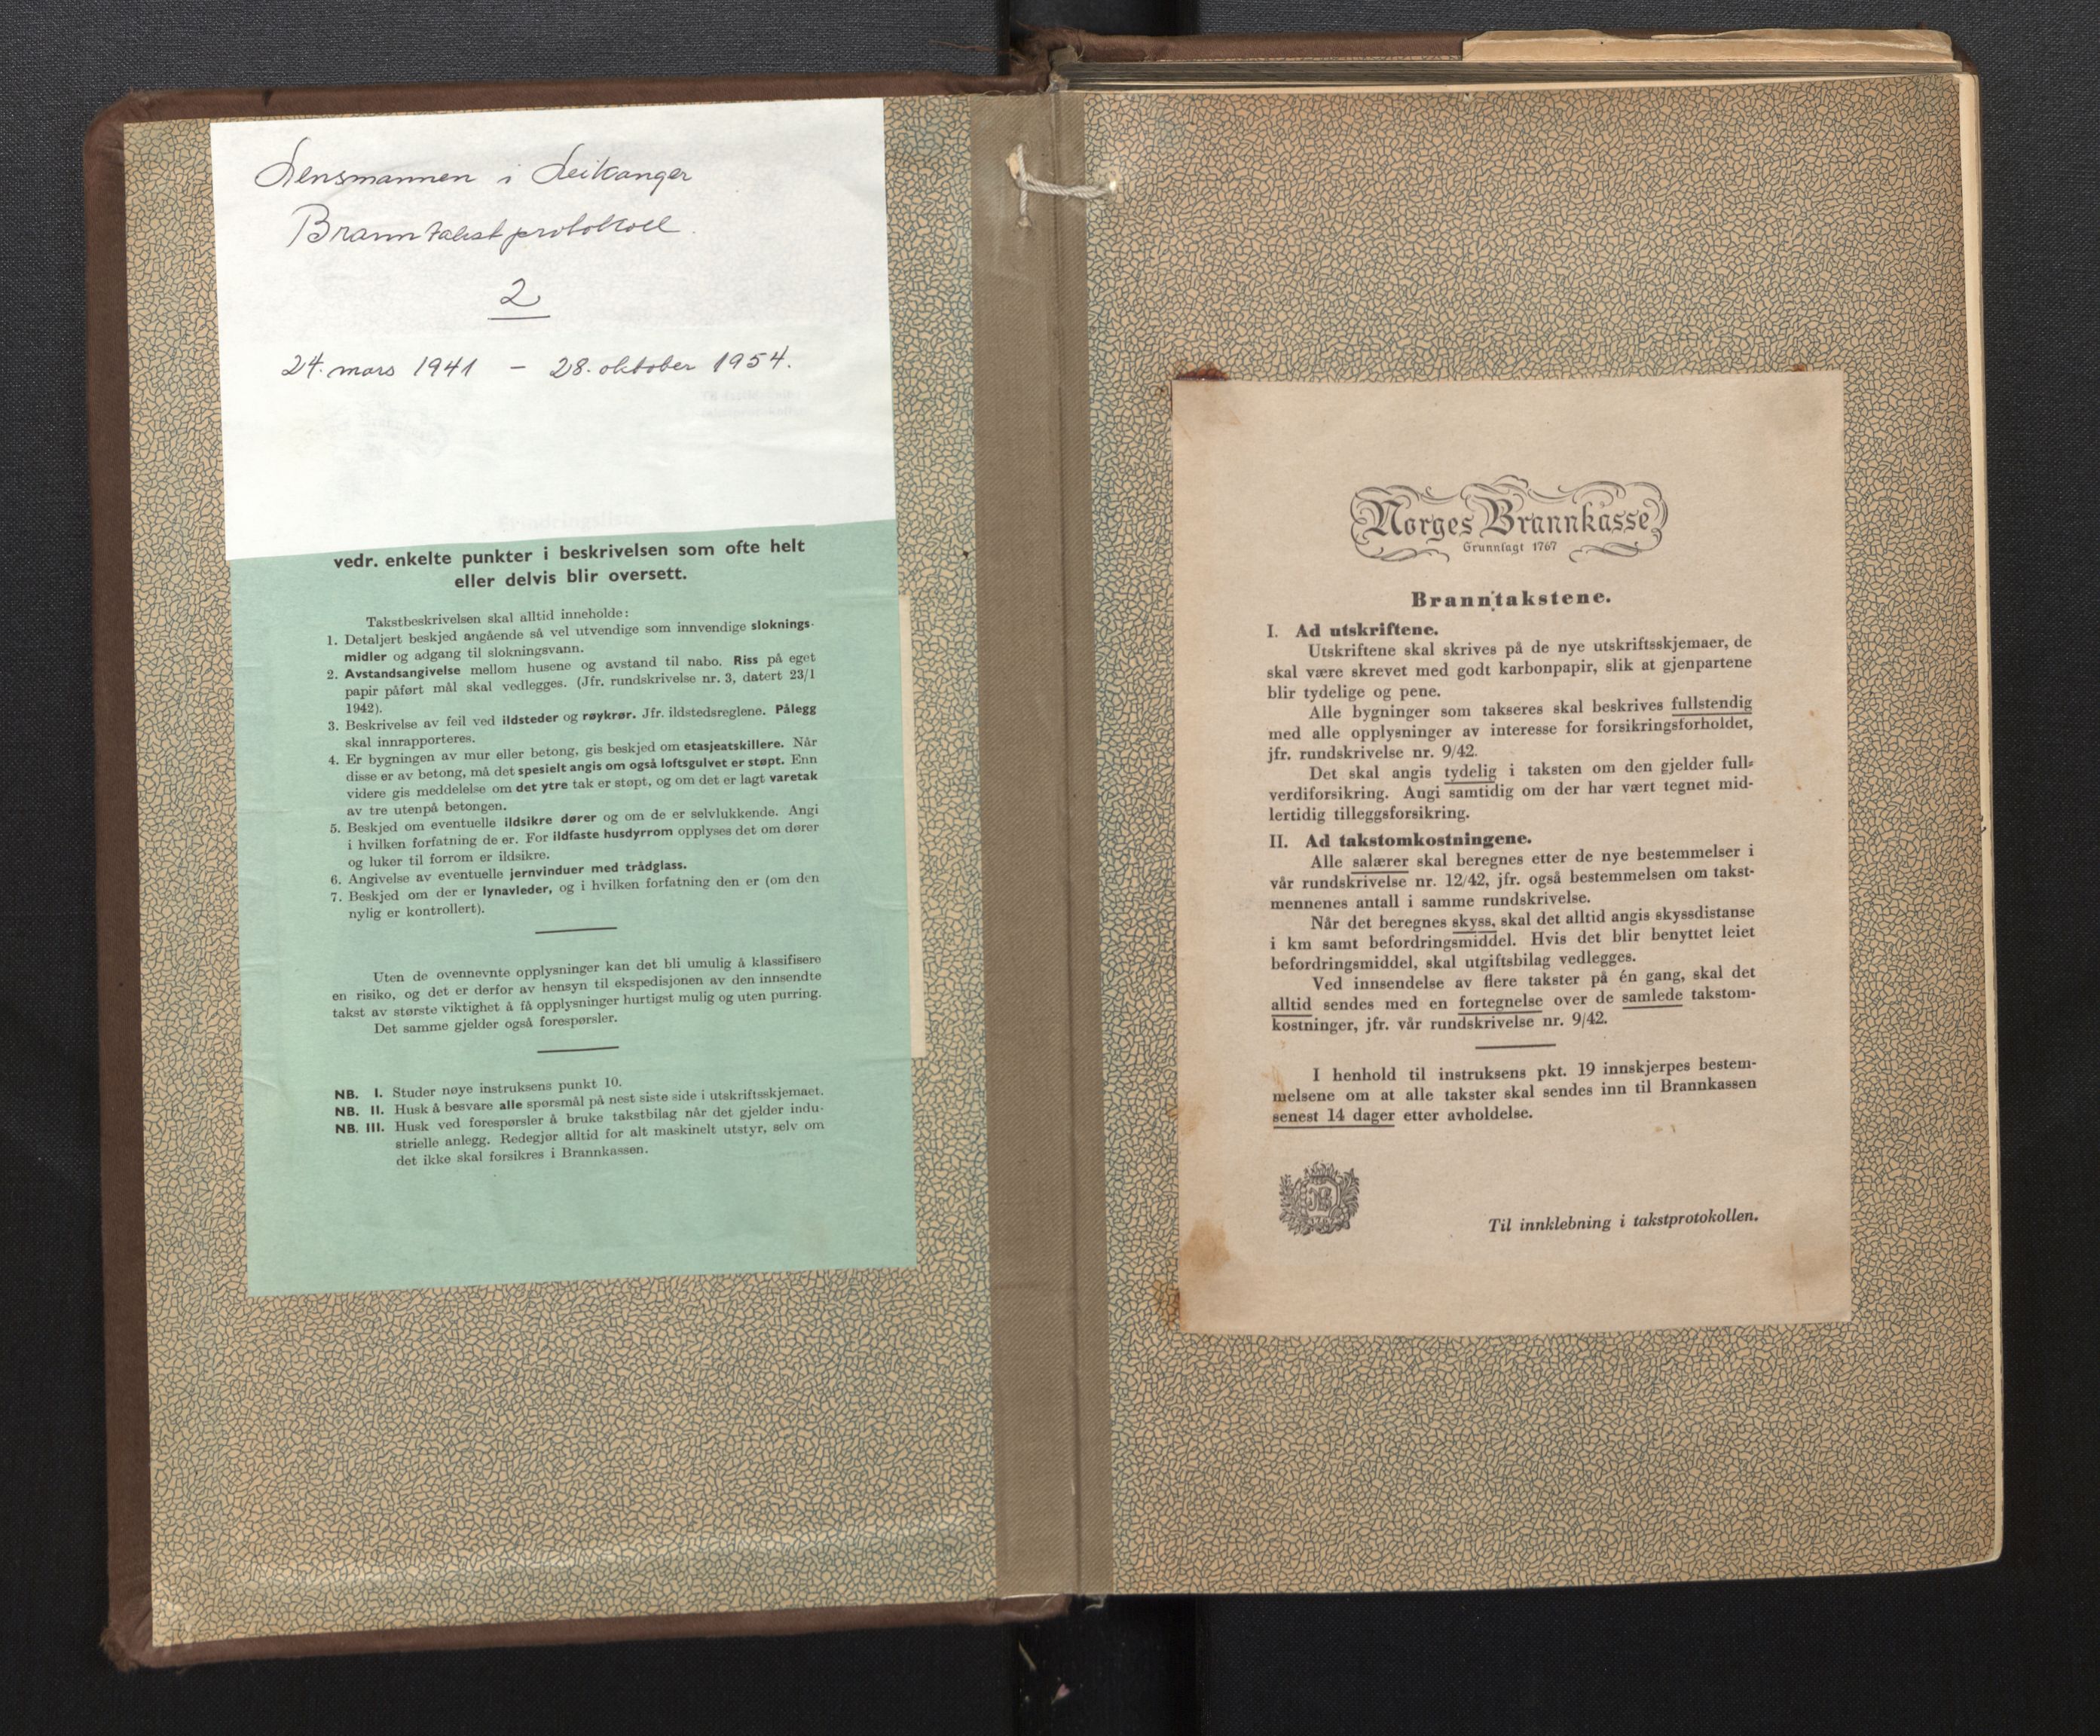 Lensmannen i Leikanger
Branntakstprotokoll
2
24. mars 1941 – 28. oktober 1954.
Erindringsliste
vedr. enkelte punkter i beskrivelsen som ofte helt
eller delvis blir oversett.
Takstbeskrivelsen skal alltid inneholde:
1. Detaljert beskjed angående så vel utvendige som innvendige sloknings-
midler og adgang til slokningsvann.
2. Avstandsangivelse mellom husene og avstand til nabo. Riss på eget
papir påført mål skal vedlegges. (Jfr. rundskrivelse nr. 3, datert 23/1
1942).
3. Beskrivelse av feil ved ildsteder og røykrør. Jfr. ildstedsreglene. Pålegg
skal innrapporteres.
4. Er bygningen av mur eller betong, gis beskjed om etasjeatskillere. Når
disse er av betong, må det spesielt angis om også loftsgulvet er støpt. Enn
videre gis meddelelse om det ytre tak er støpt, og om det er lagt varetak
av tre utenpå betongen.
5. Beskjed om eventuelle ildsikre dører og om de er selvlukkende. Angi
i hvilken forfatning de er. For ildfaste husdyrrom opplyses det om dører
og luker til forrom er ildsikre.
6. Angivelse av eventuelle jernvinduer med trådglass.
7. Beskjed om der er lynavleder, og i hvilken forfatning den er (om den
nylig er kontrollert).
Uten de ovennevnte opplysninger kan det bli umulig å klassifisere
en risiko, og det er derfor av hensyn til ekspedisjonen av den innsendte
takst av største viktighet å få opplysninger hurtigst mulig og uten purring.
Det samme gjelder også forespørsler.
NB. I. Studer nøye instruksens punkt 10.
NB. II. Husk å besvare alle spørsmål på nest siste side i utskriftsskjemaet.
NB. III. Husk ved forespørsler å bruke takstbilag når det gjelder indu-
strielle anlegg. Redegjør alltid for alt maskinelt utstyr, selv om
det ikke skal forsikres i Brannkassen.
Norges Brannkasse
Grunnlagt 1767
Branntakstene.
I. Ad utskriftene.
Utskriftene skal skrives på de nye utskriftsskjemaer, de
skal være skrevet med godt karbonpapir, slik at gjenpartene
blir tydelige og pene.
Alle bygninger som takseres skal beskrives fullstendig
med alle opplysninger av interesse for forsikringsforholdet,
jfr. rundskrivelse nr. 9/42.
Det skal angis tydelig i taksten om den gjelder full-
verdiforsikring. Angi samtidig om der har vært tegnet mid-
lertidig tilleggsforsikring.
II. Ad takstomkostningene.
Alle salærer skal beregnes etter de nye bestemmelser i
vår rundskrivelse nr. 12/42, jfr. også bestemmelsen om takst-
mennenes antall i samme rundskrivelse.
Når det beregnes skyss, skal det alltid angis skyssdistanse
i km samt befordringsmiddel. Hvis det blir benyttet leiet
befordringsmiddel, skal utgiftsbilag vedlegges.
Ved innsendelse av flere takster på én gang, skal det
alltid sendes med en fortegnelse over de samlede takstom-
kostninger, jfr. vår rundskrivelse nr. 9/42.
I henhold til instruksens pkt. 19 innskjerpes bestem-
melsene om at alle takster skal sendes inn til Brannkassen
senest 14 dager etter avholdelse.
Til innklebning i takstprotokollen.